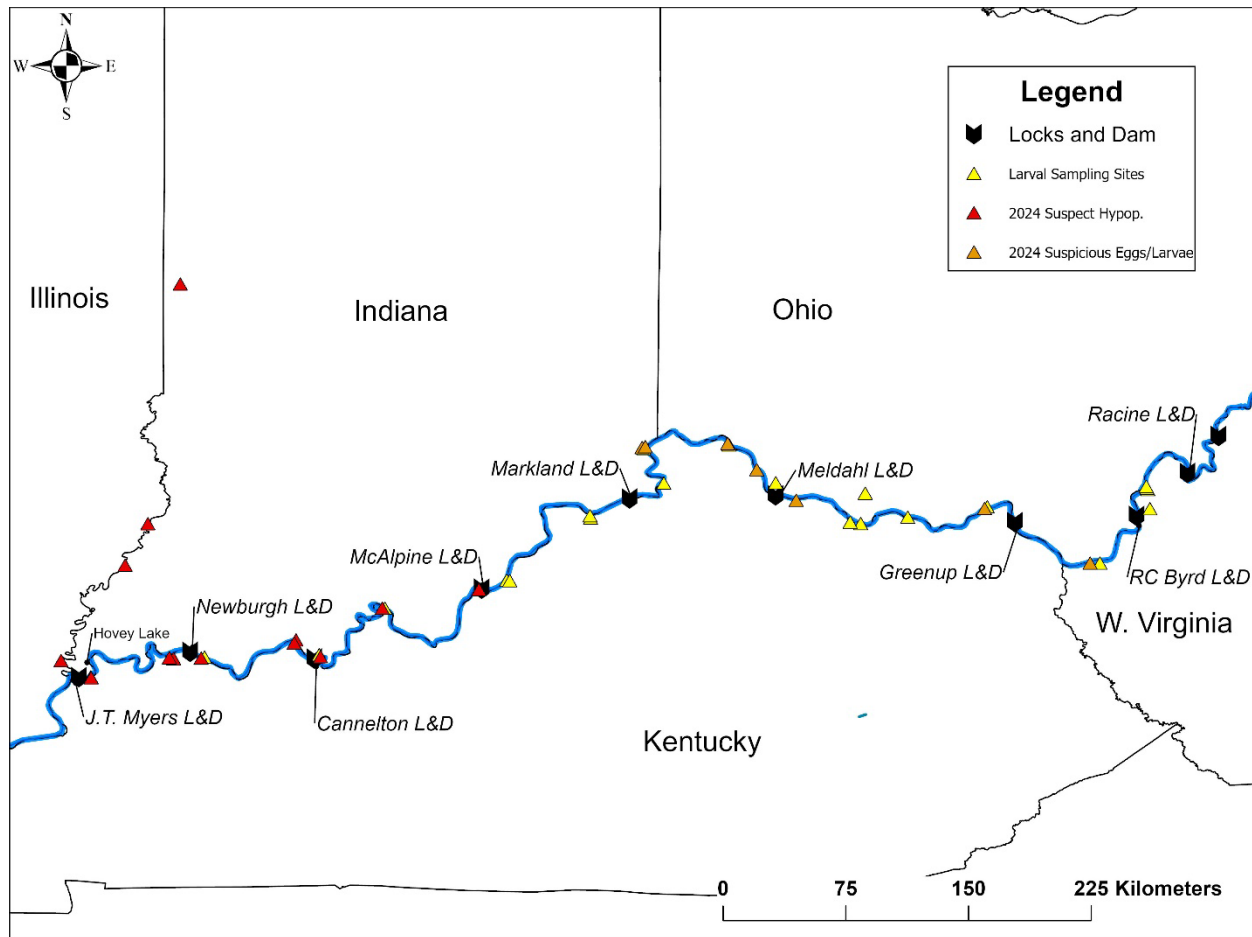 N
W E
S
Legend
Locks and Dam
Larval Sampling Sites
2024 Suspect Hypop.
2024 Suspicious Eggs/Larvae
Illinois
Indiana
Ohio
Racine L&D
Markland L&D
Meldahl L&D
McAlpine L&D
Greenup L&D
RC Byrd L&D
Newburgh L&D
W. Virginia
Hovey Lake
J.T. Myers L&D
Cannelton L&D
Kentucky
0 75 150 225 Kilometers